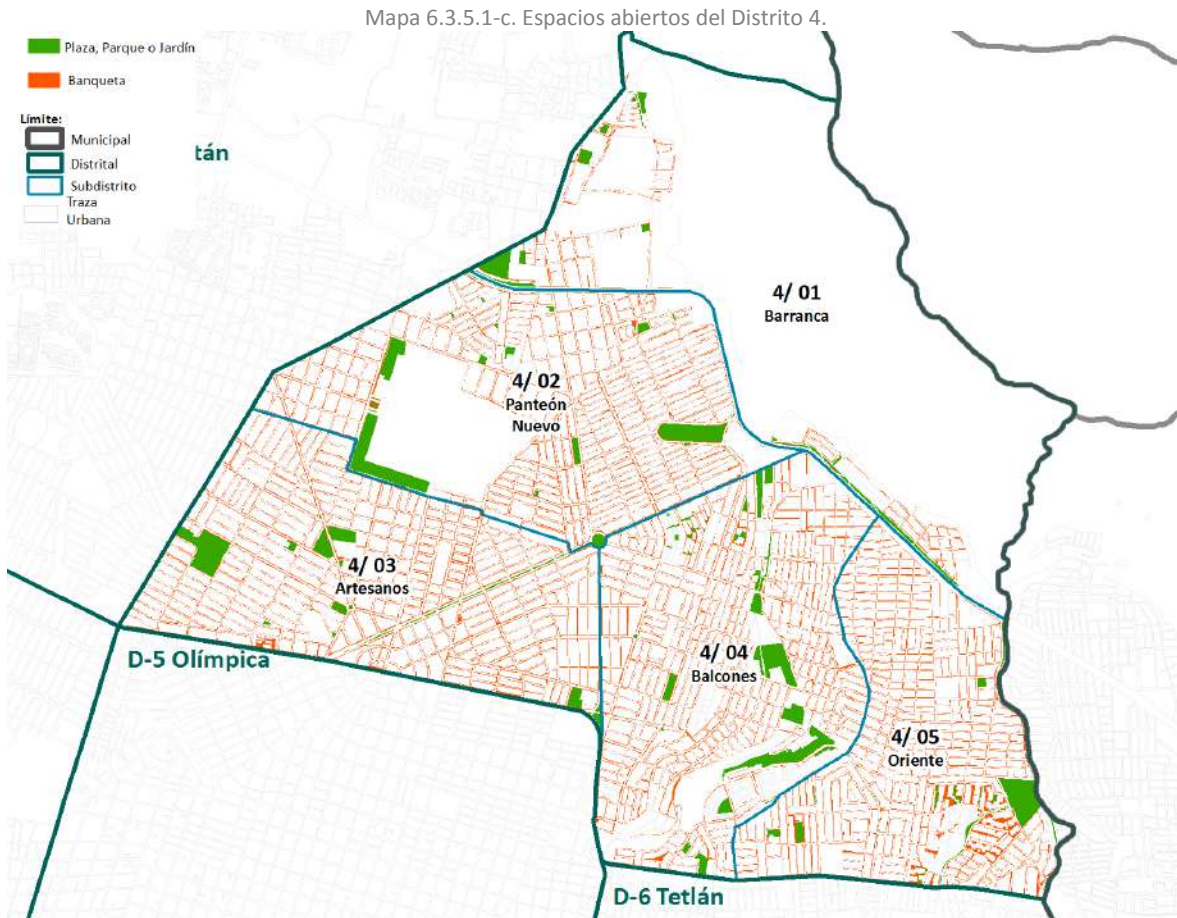 Mapa 6.3.5.1-c. Espacios abiertos del Distrito 4.
Plaza, Parque o Jardín
Banqueta
Límite:
Municipal
Distrital
Subdistrito
Traza
Urbana
tán
4/ 01
Barranca
4/ 02
Panteón
Nuevo
4/ 03
Artesanos
D-5 Olímpica
4/ 04
Balcones
4/ 05
Oriente
D-6 Tetlán